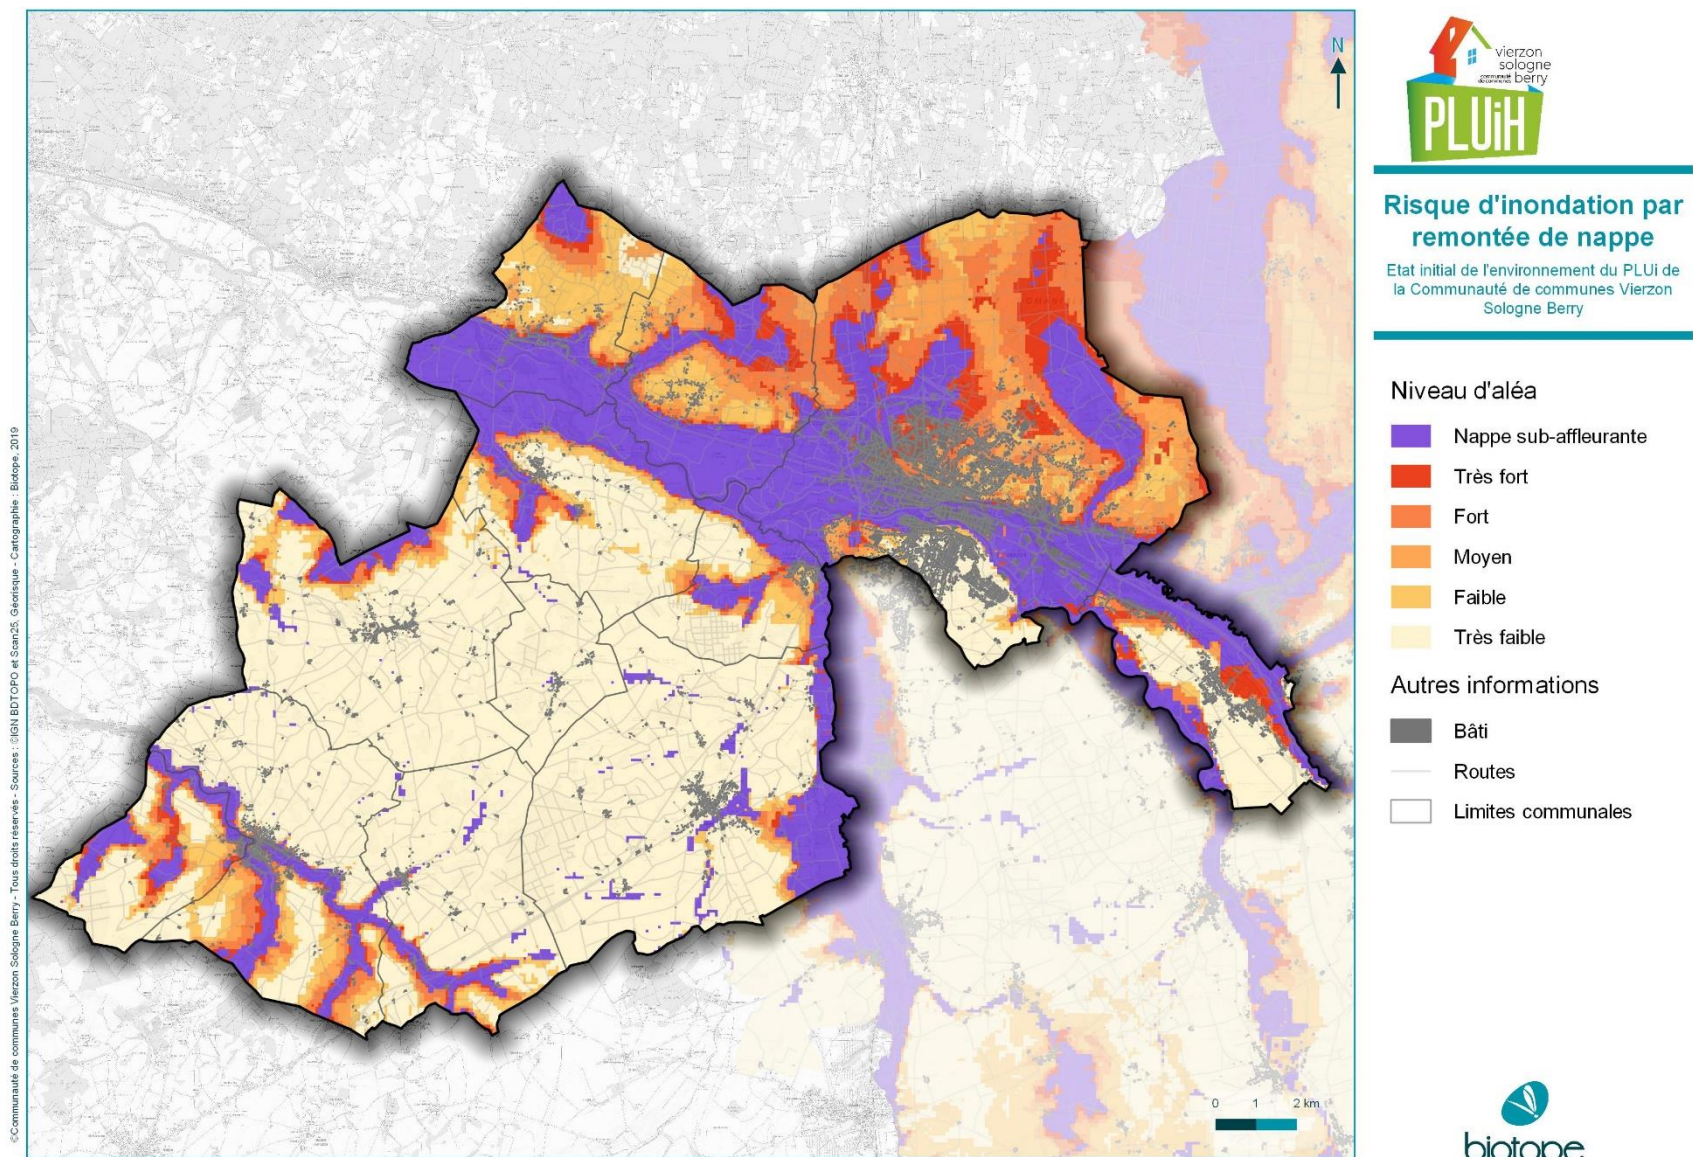 N
vierzon
sologne
communauté
de communes berry
PLUiH
Risque d'inondation par
remontée de nappe
Etat initial de l'environnement du PLUi de
la Communauté de communes Vierzon
Sologne Berry
Niveau d'aléa
Nappe sub-affleurante
Très fort
Fort
Moyen
Faible
Très faible
Autres informations
Bâti
Routes
Limites communales
0 1 2 km
biotope
©Communauté de communes Vierzon Sologne Berry - Tous droits réservés - Sources : ©IGN BDTOPO et Scan25, Géorisque - Cartographie : Biotope, 2019